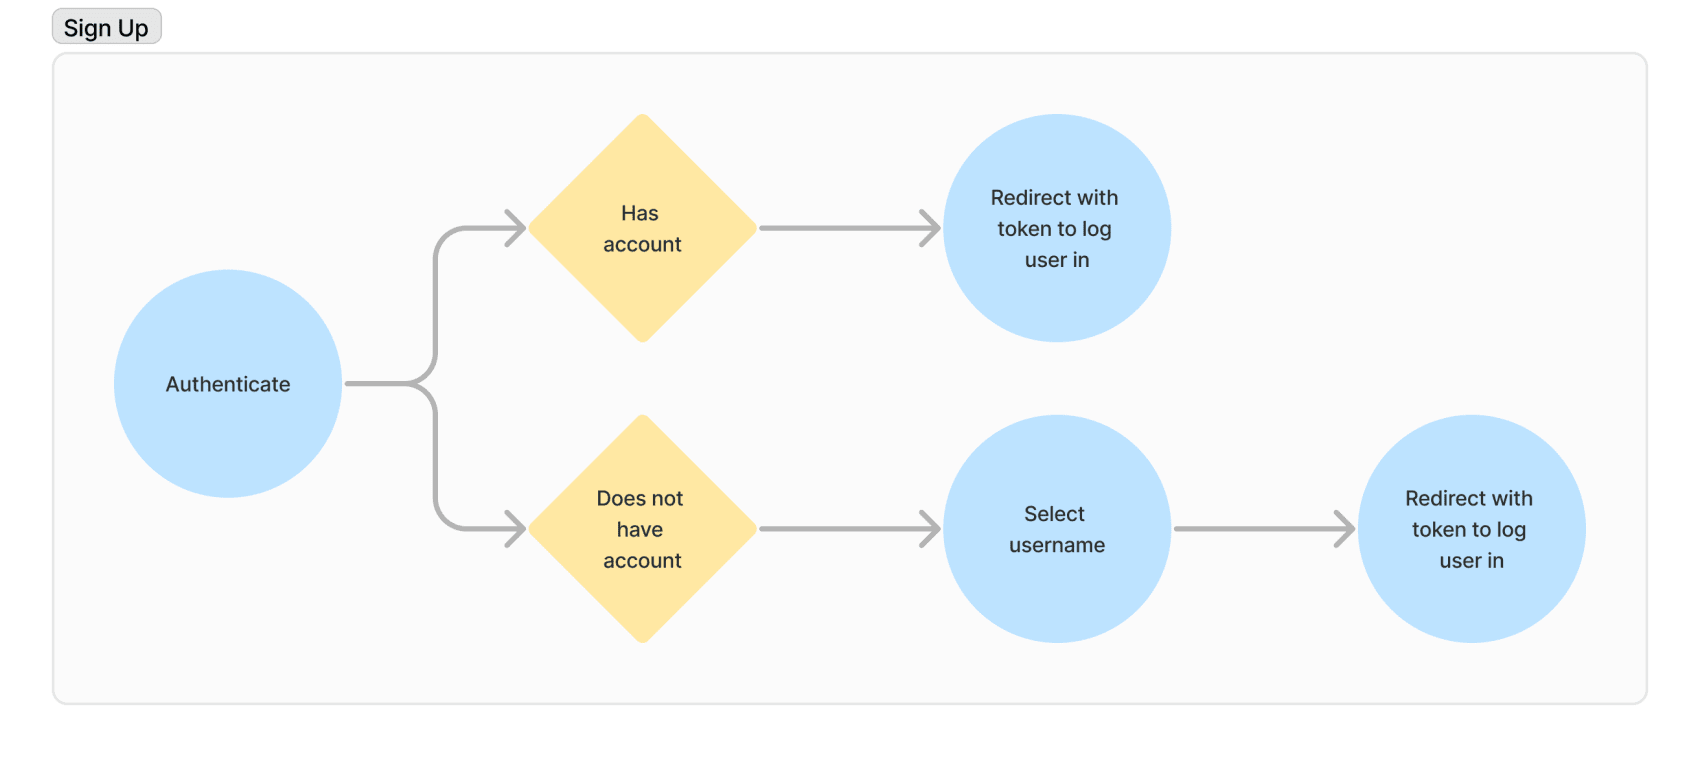 Sign Up
Authenticate
Has
account
Redirect with
token to log
user in
Does not
have
account
Select
username
Redirect with
token to log
user in